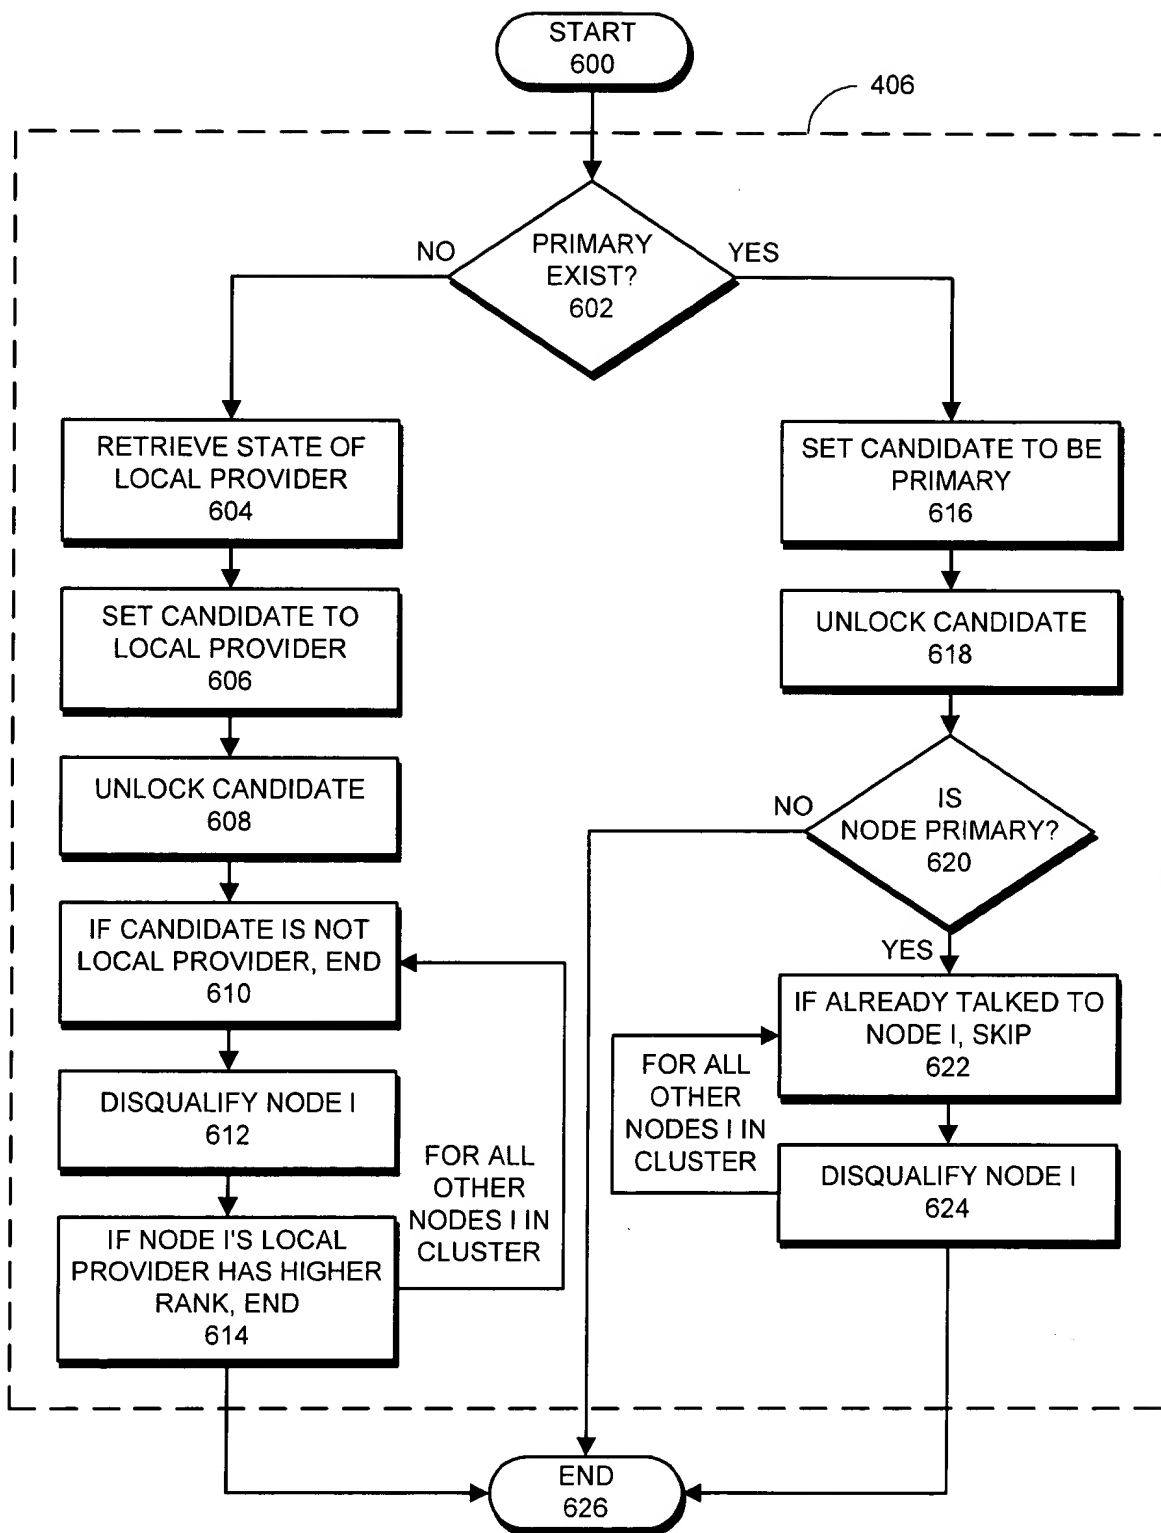 START
600
406
PRIMARY
EXIST?
602
NO
YES
RETRIEVE STATE OF
LOCAL PROVIDER
604
SET CANDIDATE TO
LOCAL PROVIDER
606
UNLOCK CANDIDATE
608
IF CANDIDATE IS NOT
LOCAL PROVIDER, END
610
DISQUALIFY NODE I
612
IF NODE I'S LOCAL
PROVIDER HAS HIGHER
RANK, END
614
FOR ALL
OTHER
NODES I IN
CLUSTER
SET CANDIDATE TO BE
PRIMARY
616
UNLOCK CANDIDATE
618
IS
NODE PRIMARY?
620
NO
YES
IF ALREADY TALKED TO
NODE I, SKIP
622
FOR ALL
OTHER
NODES I IN
CLUSTER
DISQUALIFY NODE I
624
END
626